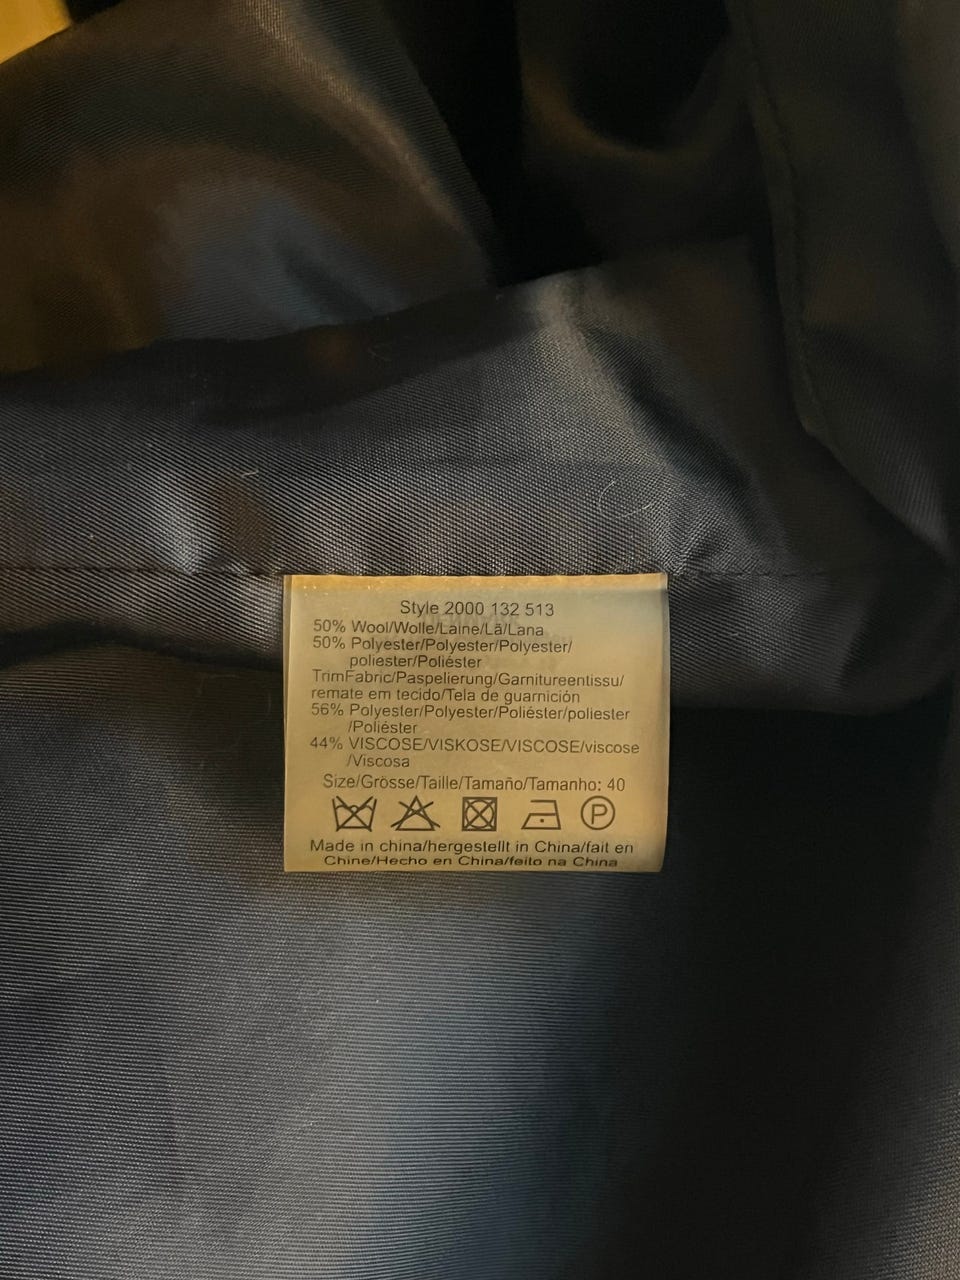 Style 2000 132 513
50% Wool/Wolle/Laine/Lã/Lana
50% Polyester/Polyester/Polyester/
poliester/Poliéster
TrimFabric/Paspelierung/Garnitureentissu/
remate em tecido/Tela de guarnición
56% Polyester/Polyester/Poliéster/poliester
/Poliéster
44% VISCOSE/VISKOSE/VISCOSE/viscose
/Viscosa
Size/Grösse/Taille/Tamaño/Tamanho: 40
P
Made in china/hergestellt in China/fait en
Chine/Hecho en China/feito na China